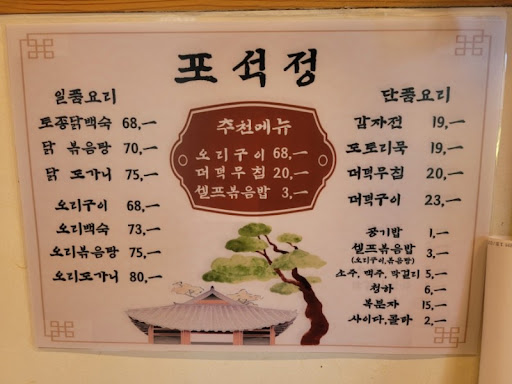 포석정
일품요리
토종닭백숙 68,—
닭 볶음탕 70,—
닭 도가니 75,—
오리구이 68,—
오리백숙 73,—
오리볶음탕 75,—
오리도가니 80,—
추천메뉴
오리구이 68,—
더덕무침 20,—
셀프볶음밥 3,—
단품요리
감자전 19,—
도토리묵 19,—
더덕무침 20,—
더덕구이 23,—
공기밥 1,—
셀프볶음밥 3,—
(오리구이,볶음탕)
소주, 맥주, 막걸리 5,—
청하 6,—
복분자 15,—
사이다,콜라 2,—